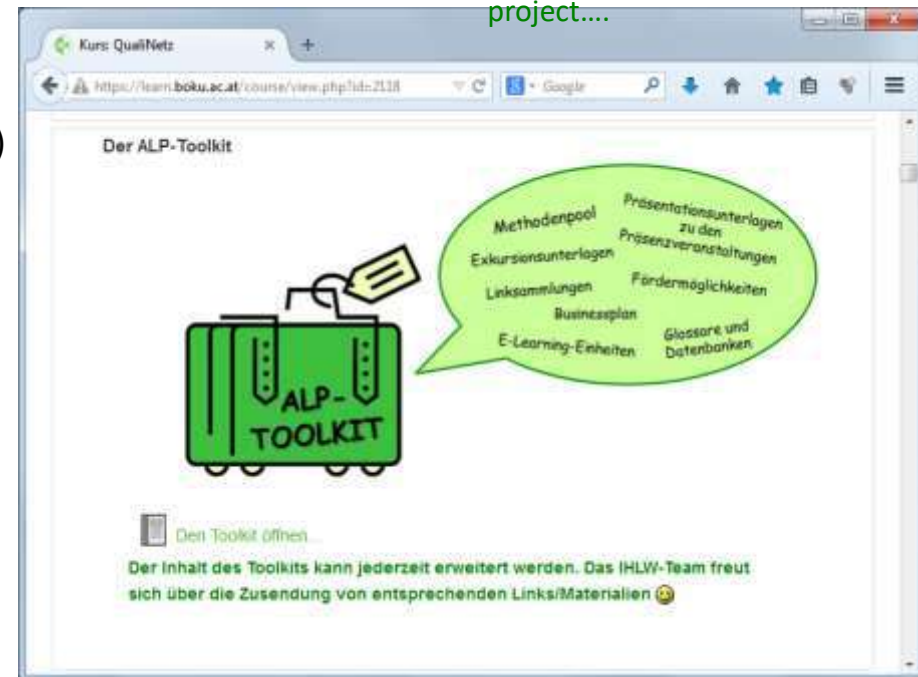 project....
)
Kurs: QualiNetz
https://learn.boku.ac.at/course/view.php?id=2118
Google
Der ALP-Toolkit
Methodenpool
Präsentationsunterlagen
zu den
Präsenzveranstaltungen
Exkursionsunterlagen
Fördermöglichkeiten
Linksammlungen
Businessplan
Glossare und
Datenbanken
E-Learning-Einheiten
ALP-
TOOLKIT
Den Toolkit öffnen...
Der Inhalt des Toolkits kann jederzeit erweitert werden. Das IHLW-Team freut
sich über die Zusendung von entsprechenden Links/Materialien